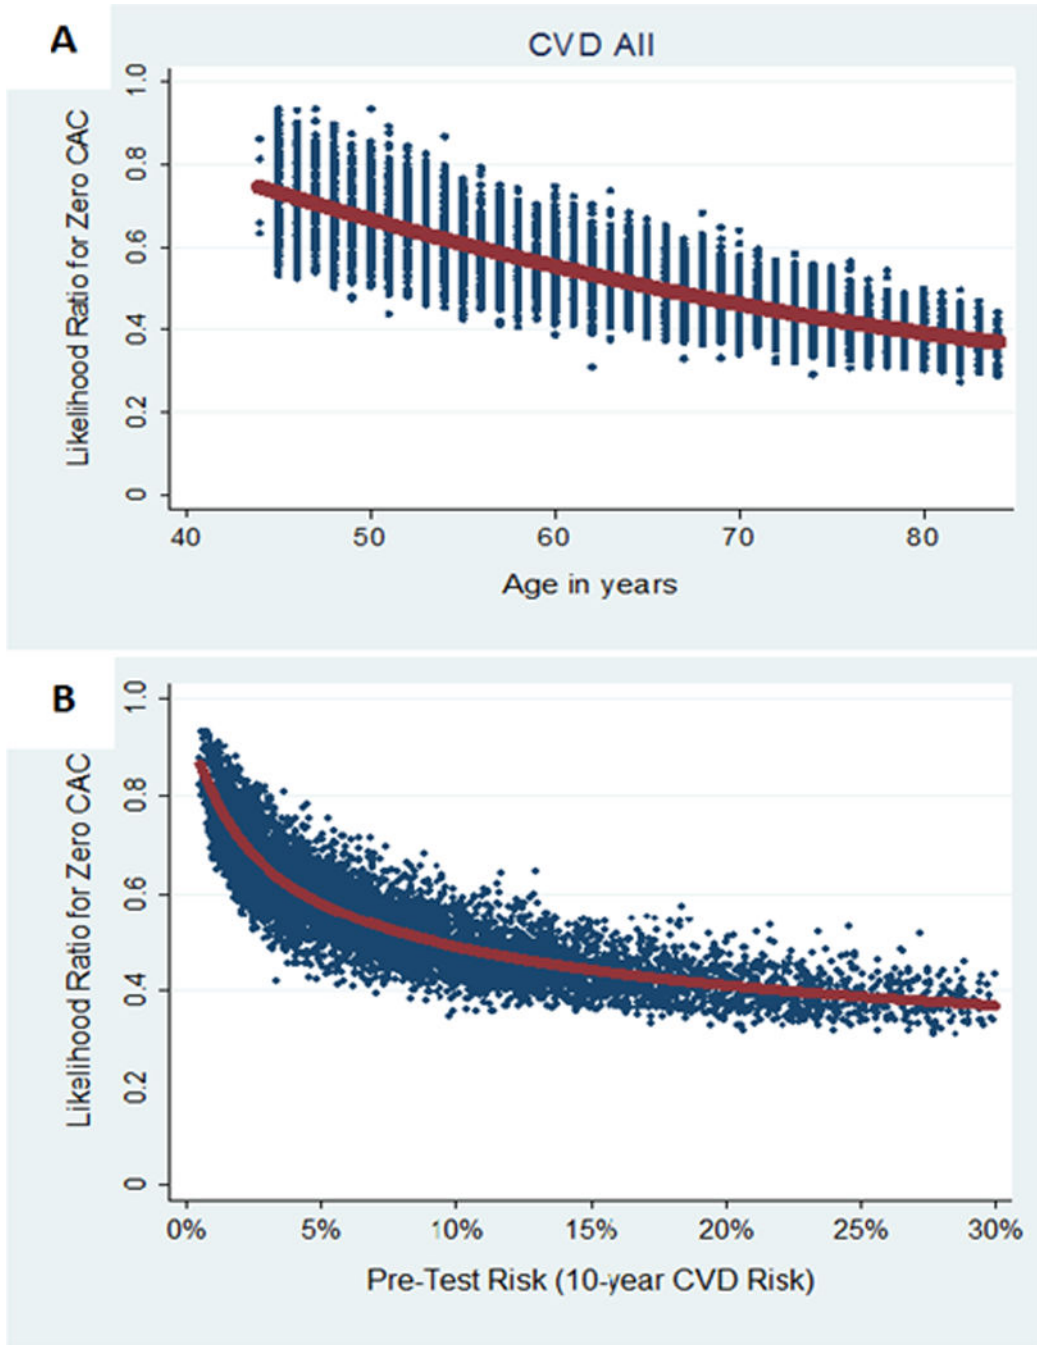 A
CVD All
Likelihood Ratio for Zero CAC
1.0
0.8
0.6
0.4
0.2
0
40 50 60 70 80
Age in years
B
Likelihood Ratio for Zero CAC
1.0
0.8
0.6
0.4
0.2
0
0% 5% 10% 15% 20% 25% 30%
Pre-Test Risk (10-year CVD Risk)